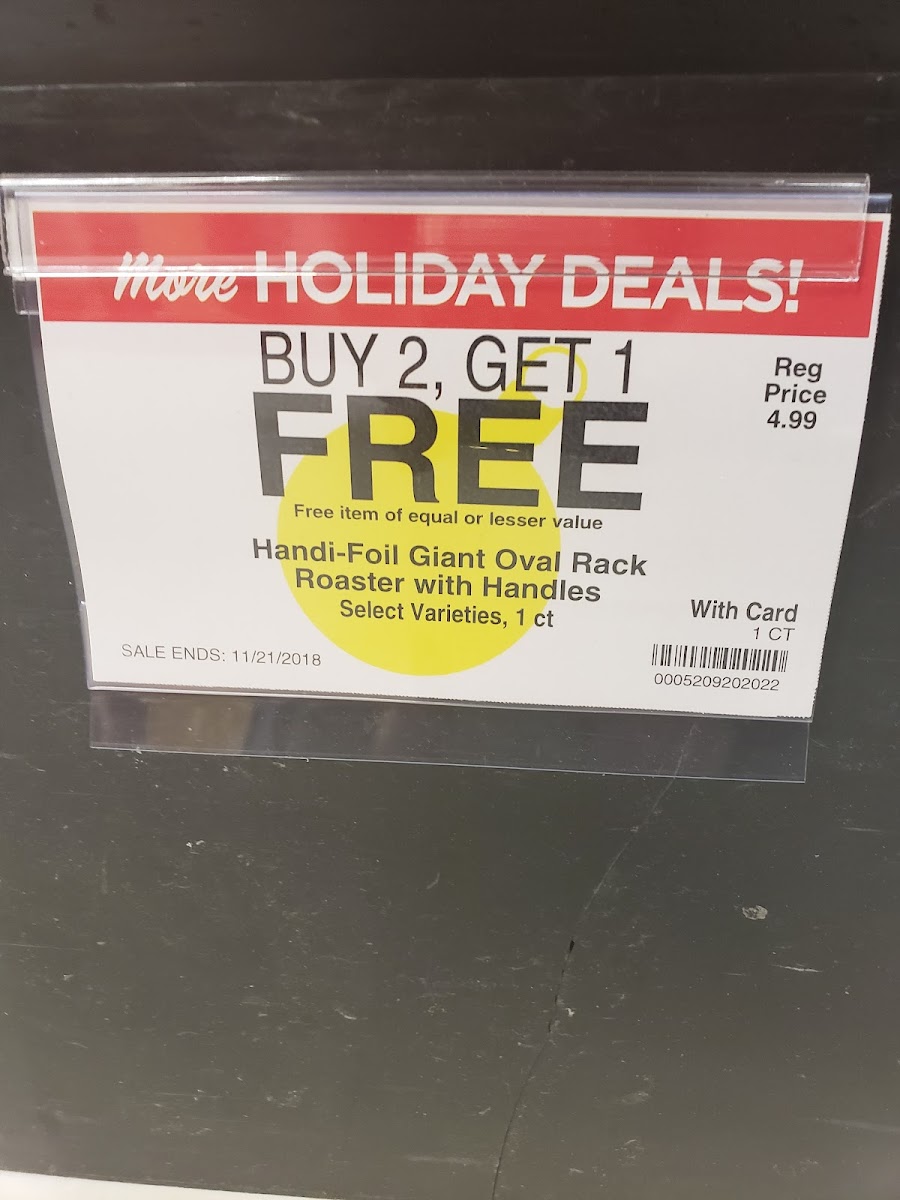 More HOLIDAY DEALS!
BUY 2, GET 1
FREE
Free item of equal or lesser value
Handi-Foil Giant Oval Rack
Roaster with Handles
Select Varieties, 1 ct
Reg
Price
4.99
With Card
1 CT
SALE ENDS: 11/21/2018
0005209202022